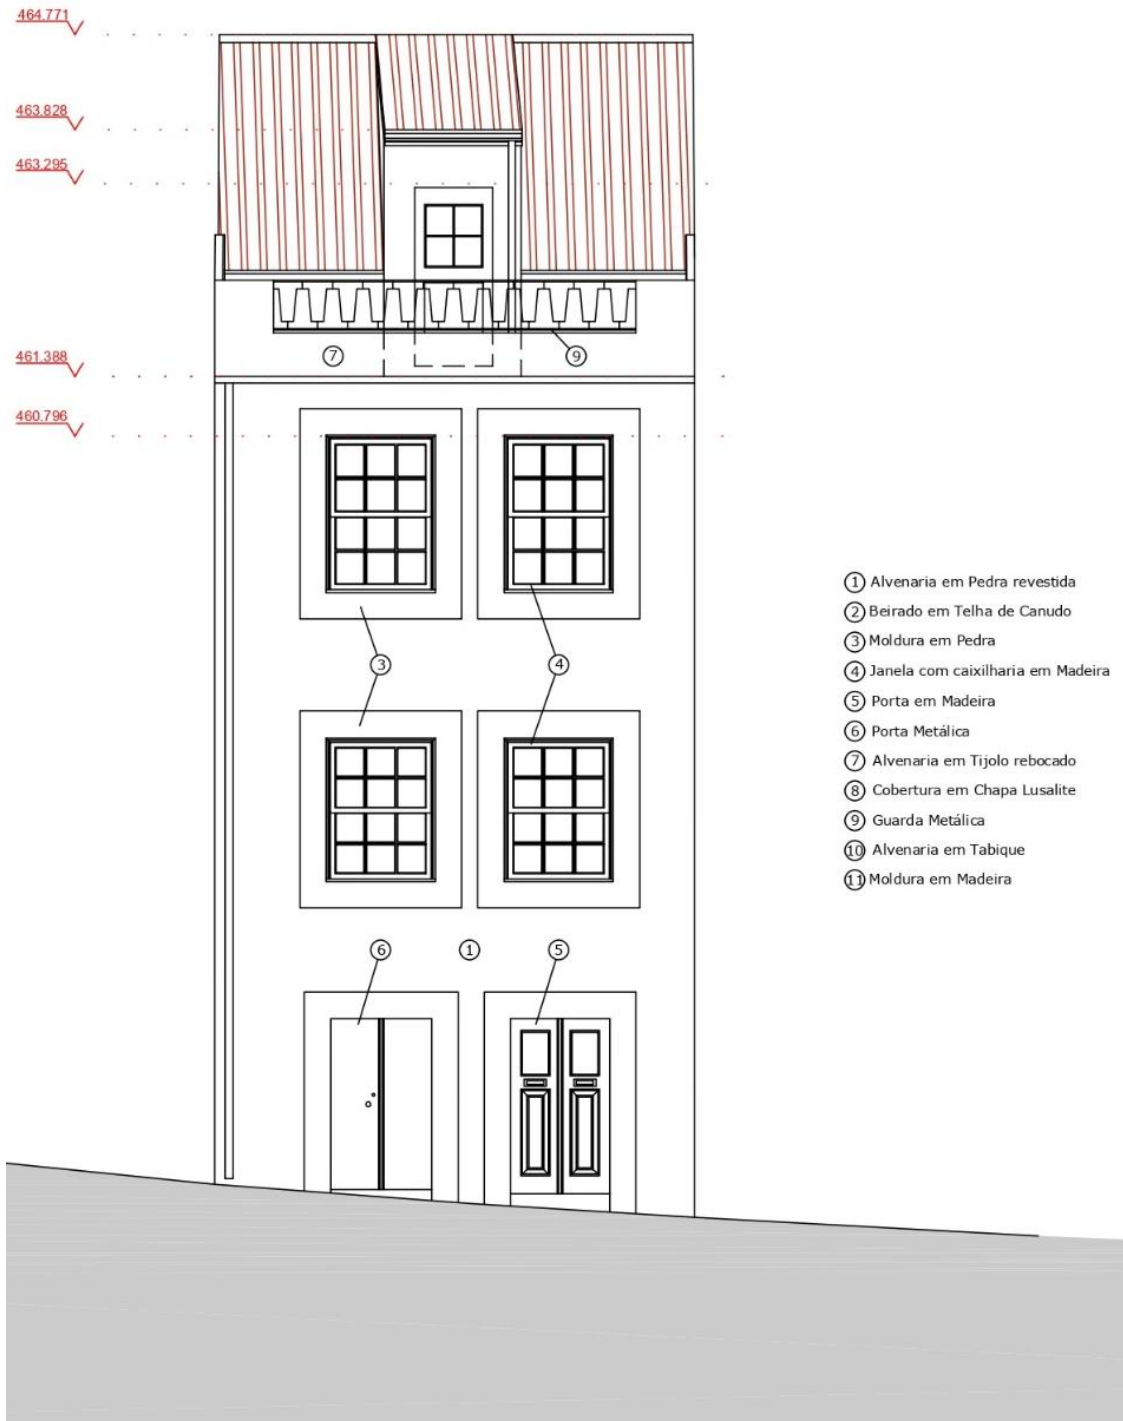 464.771
463.828
463.295
7
9
461.388
460.796
3
4
1 Alvenaria em Pedra revestida
2 Beirado em Telha de Canudo
3 Moldura em Pedra
4 Janela com caixilharia em Madeira
5 Porta em Madeira
6 Porta Metálica
7 Alvenaria em Tijolo rebocado
8 Cobertura em Chapa Lusalite
9 Guarda Metálica
10 Alvenaria em Tabique
11 Moldura em Madeira
6
1
5